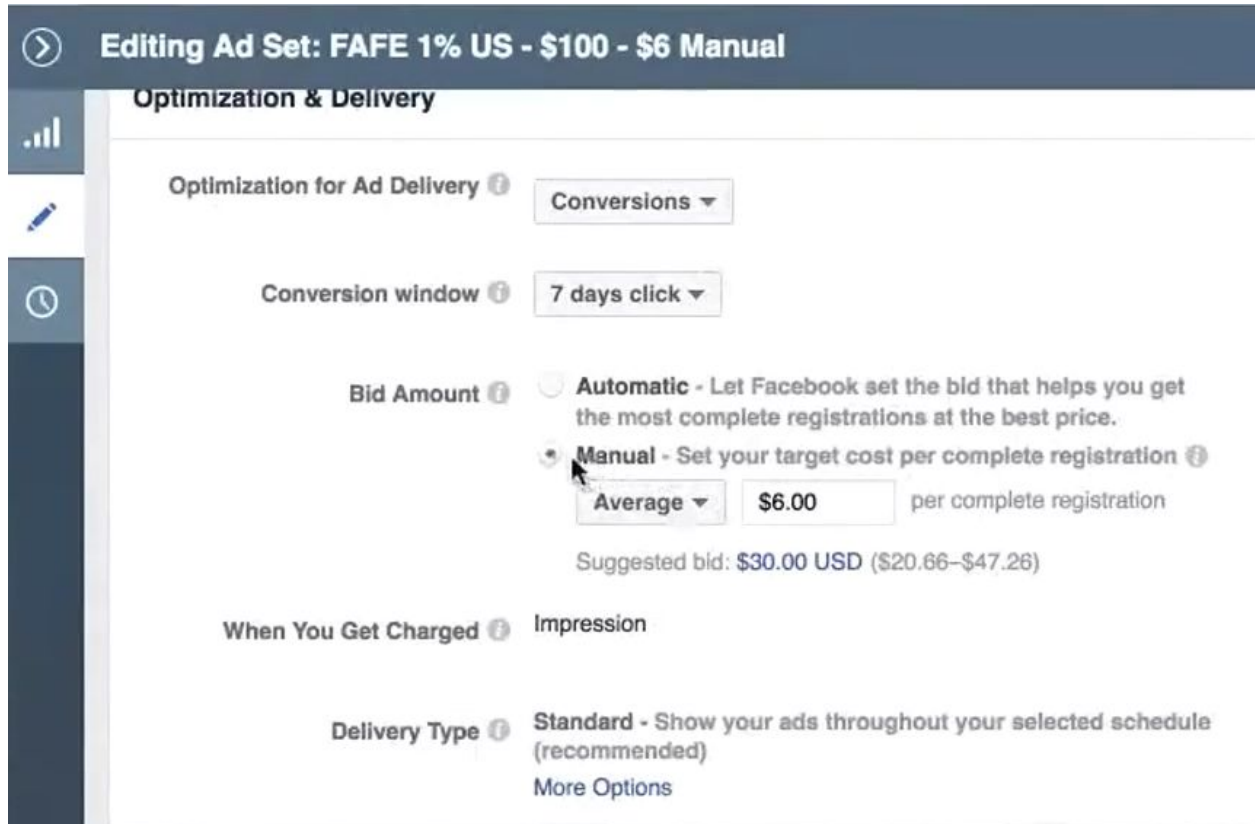 Editing Ad Set: FAFE 1% US - $100 - $6 Manual
Optimization & Delivery
Optimization for Ad Delivery
Conversions
Conversion window
7 days click
Bid Amount
Automatic - Let Facebook set the bid that helps you get
the most complete registrations at the best price.
Manual - Set your target cost per complete registration
Average
$6.00
per complete registration
Suggested bid: $30.00 USD ($20.66–$47.26)
When You Get Charged
Impression
Delivery Type
Standard - Show your ads throughout your selected schedule
(recommended)
More Options